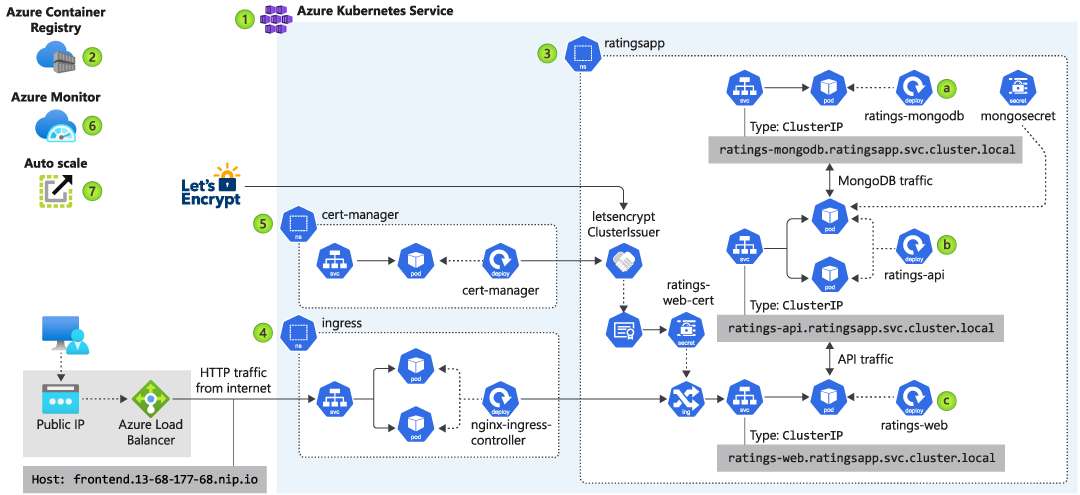 Azure Container
Registry
2
Azure Monitor
6
Auto scale
7
1
Azure Kubernetes Service
3
ratingsapp
ns
svc
pod
deploy
a
ratings-mongodb
secret
mongosecret
Type: ClusterIP
ratings-mongodb.ratingsapp.svc.cluster.local
MongoDB traffic
Let's
Encrypt
5
ns
cert-manager
svc
pod
deploy
cert-manager
letsencrypt
ClusterIssuer
ratings-
web-cert
secret
pod
svc
pod
deploy
b
ratings-api
Type: ClusterIP
ratings-api.ratingsapp.svc.cluster.local
API traffic
4
ns
ingress
svc
pod
pod
deploy
nginx-ingress-
controller
HTTP traffic
from internet
Public IP
Azure Load
Balancer
Host: frontend.13-68-177-68.nip.io
ing
svc
pod
deploy
c
ratings-web
Type: ClusterIP
ratings-web.ratingsapp.svc.cluster.local